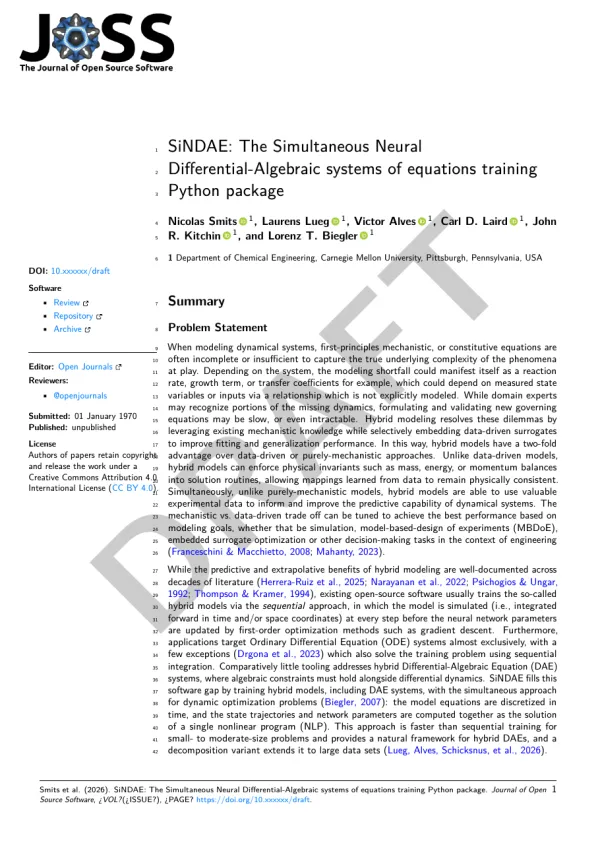 JOSS
The Journal of Open Source Software
1 SiNDAE: The Simultaneous Neural
2 Differential-Algebraic systems of equations training
3 Python package
4 Nicolas Smits 1, Laurens Lueg 1, Victor Alves 1, Carl D. Laird 1, John
5 R. Kitchin 1, and Lorenz T. Biegler 1
6 1 Department of Chemical Engineering, Carnegie Mellon University, Pittsburgh, Pennsylvania, USA
DOI: 10.xxxxxx/draft
Software
• Review
• Repository
• Archive
Editor: Open Journals
Reviewers:
• @openjournals
Submitted: 01 January 1970
Published: unpublished
License
Authors of papers retain copyright
and release the work under a
Creative Commons Attribution 4.0
International License (CC BY 4.0).
7 Summary
8 Problem Statement
9 When modeling dynamical systems, first-principles mechanistic, or constitutive equations are
10 often incomplete or insufficient to capture the true underlying complexity of the phenomena
11 at play. Depending on the system, the modeling shortfall could manifest itself as a reaction
12 rate, growth term, or transfer coefficients for example, which could depend on measured state
13 variables or inputs via a relationship which is not explicitly modeled. While domain experts
14 may recognize portions of the missing dynamics, formulating and validating new governing
15 equations may be slow, or even intractable. Hybrid modeling resolves these dilemmas by
16 leveraging existing mechanistic knowledge while selectively embedding data-driven surrogates
17 to improve fitting and generalization performance. In this way, hybrid models have a two-fold
18 advantage over data-driven or purely-mechanistic approaches. Unlike data-driven models,
19 hybrid models can enforce physical invariants such as mass, energy, or momentum balances
20 into solution routines, allowing mappings learned from data to remain physically consistent.
21 Simultaneously, unlike purely-mechanistic models, hybrid models are able to use valuable
22 experimental data to inform and improve the predictive capability of dynamical systems. The
23 mechanistic vs. data-driven trade off can be tuned to achieve the best performance based on
24 modeling goals, whether that be simulation, model-based-design of experiments (MBDoE),
25 embedded surrogate optimization or other decision-making tasks in the context of engineering
26 (Franceschini & Macchietto, 2008; Mahanty, 2023).
27 While the predictive and extrapolative benefits of hybrid modeling are well-documented across
28 decades of literature (Herrera-Ruiz et al., 2025; Narayanan et al., 2022; Psichogios & Ungar,
29 1992; Thompson & Kramer, 1994), existing open-source software usually trains the so-called
30 hybrid models via the sequential approach, in which the model is simulated (i.e., integrated
31 forward in time and/or space coordinates) at every step before the neural network parameters
32 are updated by first-order optimization methods such as gradient descent. Furthermore,
33 applications target Ordinary Differential Equation (ODE) systems almost exclusively, with a
34 few exceptions (Drgona et al., 2023) which also solve the training problem using sequential
35 integration. Comparatively little tooling addresses hybrid Differential-Algebraic Equation (DAE)
36 systems, where algebraic constraints must hold alongside differential dynamics. SiNDAE fills this
37 software gap by training hybrid models, including DAE systems, with the simultaneous approach
38 for dynamic optimization problems (Biegler, 2007): the model equations are discretized in
39 time, and the state trajectories and network parameters are computed together as the solution
40 of a single nonlinear program (NLP). This approach is faster than sequential training for
41 small- to moderate-size problems and provides a natural framework for hybrid DAEs, and a
42 decomposition variant extends it to large data sets (Lueg, Alves, Schicksnus, et al., 2026).
DRAFT
Smits et al. (2026). SiNDAE: The Simultaneous Neural Differential-Algebraic systems of equations training Python package. Journal of Open 1
Source Software, ¿VOL?(¿ISSUE?), ¿PAGE? https://doi.org/10.xxxxxx/draft.